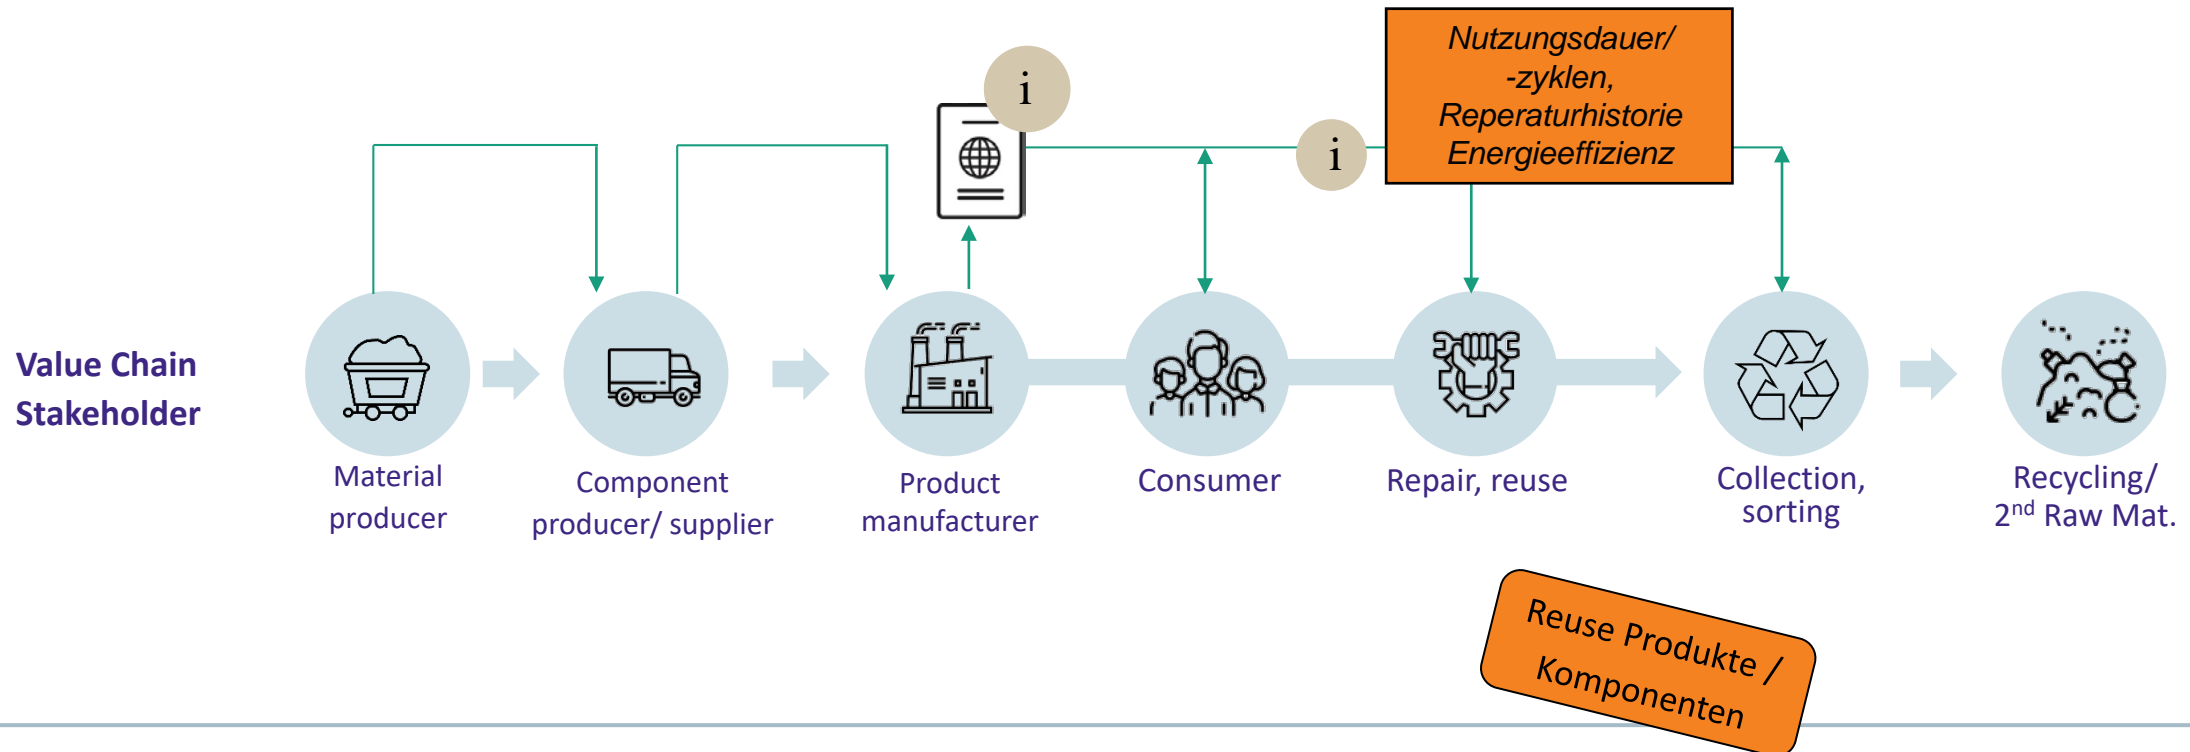 i
i
Nutzungsdauer/
-zyklen,
Reperaturhistorie
Energieeffizienz
Value Chain
Stakeholder
Material
producer
Component
producer/ supplier
Product
manufacturer
Consumer
Repair, reuse
Collection,
sorting
Recycling/
2nd Raw Mat.
Reuse Produkte /
Komponenten